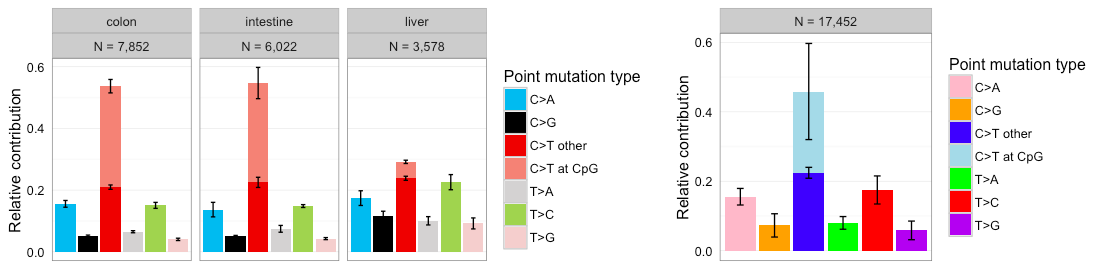 colon
intestine
liver
N = 7,852
N = 6,022
N = 3,578
Relative contribution
0.6
0.4
0.2
0.0
Point mutation type
C>A
C>G
C>T other
C>T at CpG
T>A
T>C
T>G
N = 17,452
Relative contribution
0.6
0.4
0.2
0.0
Point mutation type
C>A
C>G
C>T other
C>T at CpG
T>A
T>C
T>G